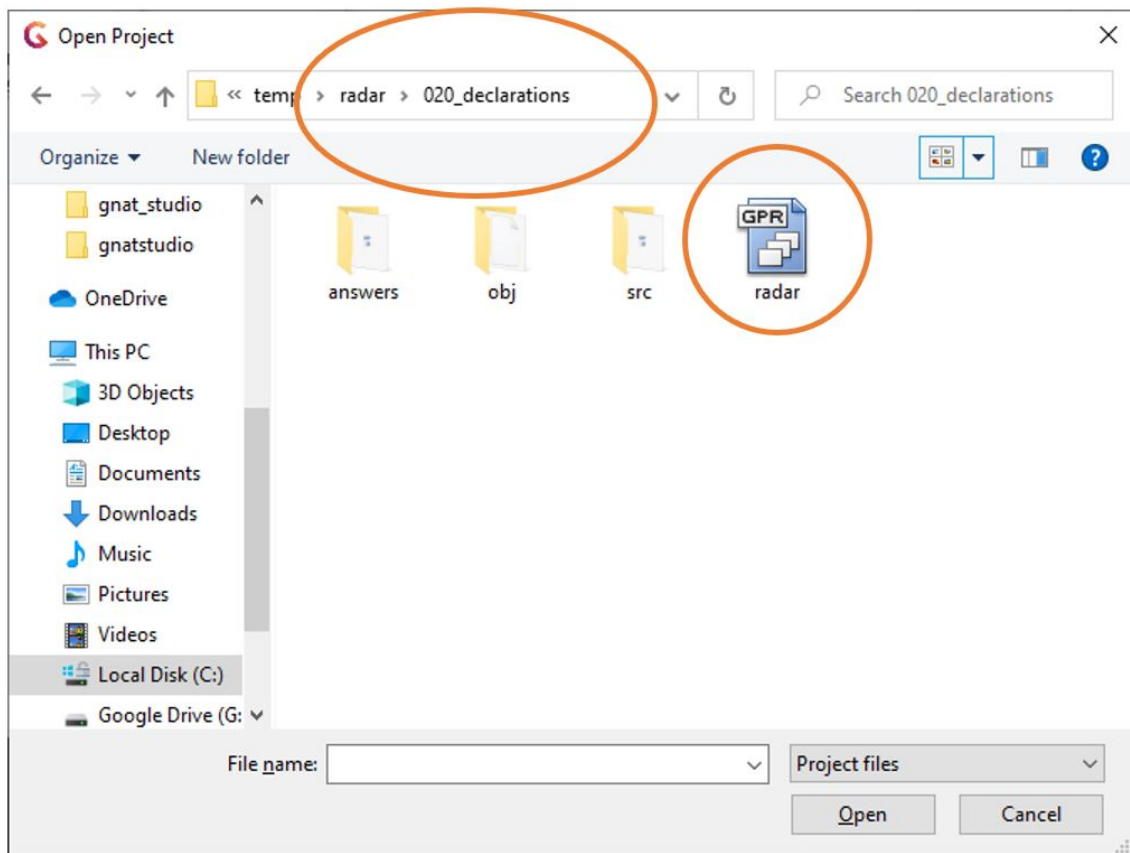 Open Project
« temp › radar › 020_declarations
Search 020_declarations
Organize
New folder
gnat_studio
gnatstudio
OneDrive
This PC
3D Objects
Desktop
Documents
Downloads
Music
Pictures
Videos
Local Disk (C:)
Google Drive (G:
answers
obj
src
GPR
radar
File name:
Project files
Open
Cancel